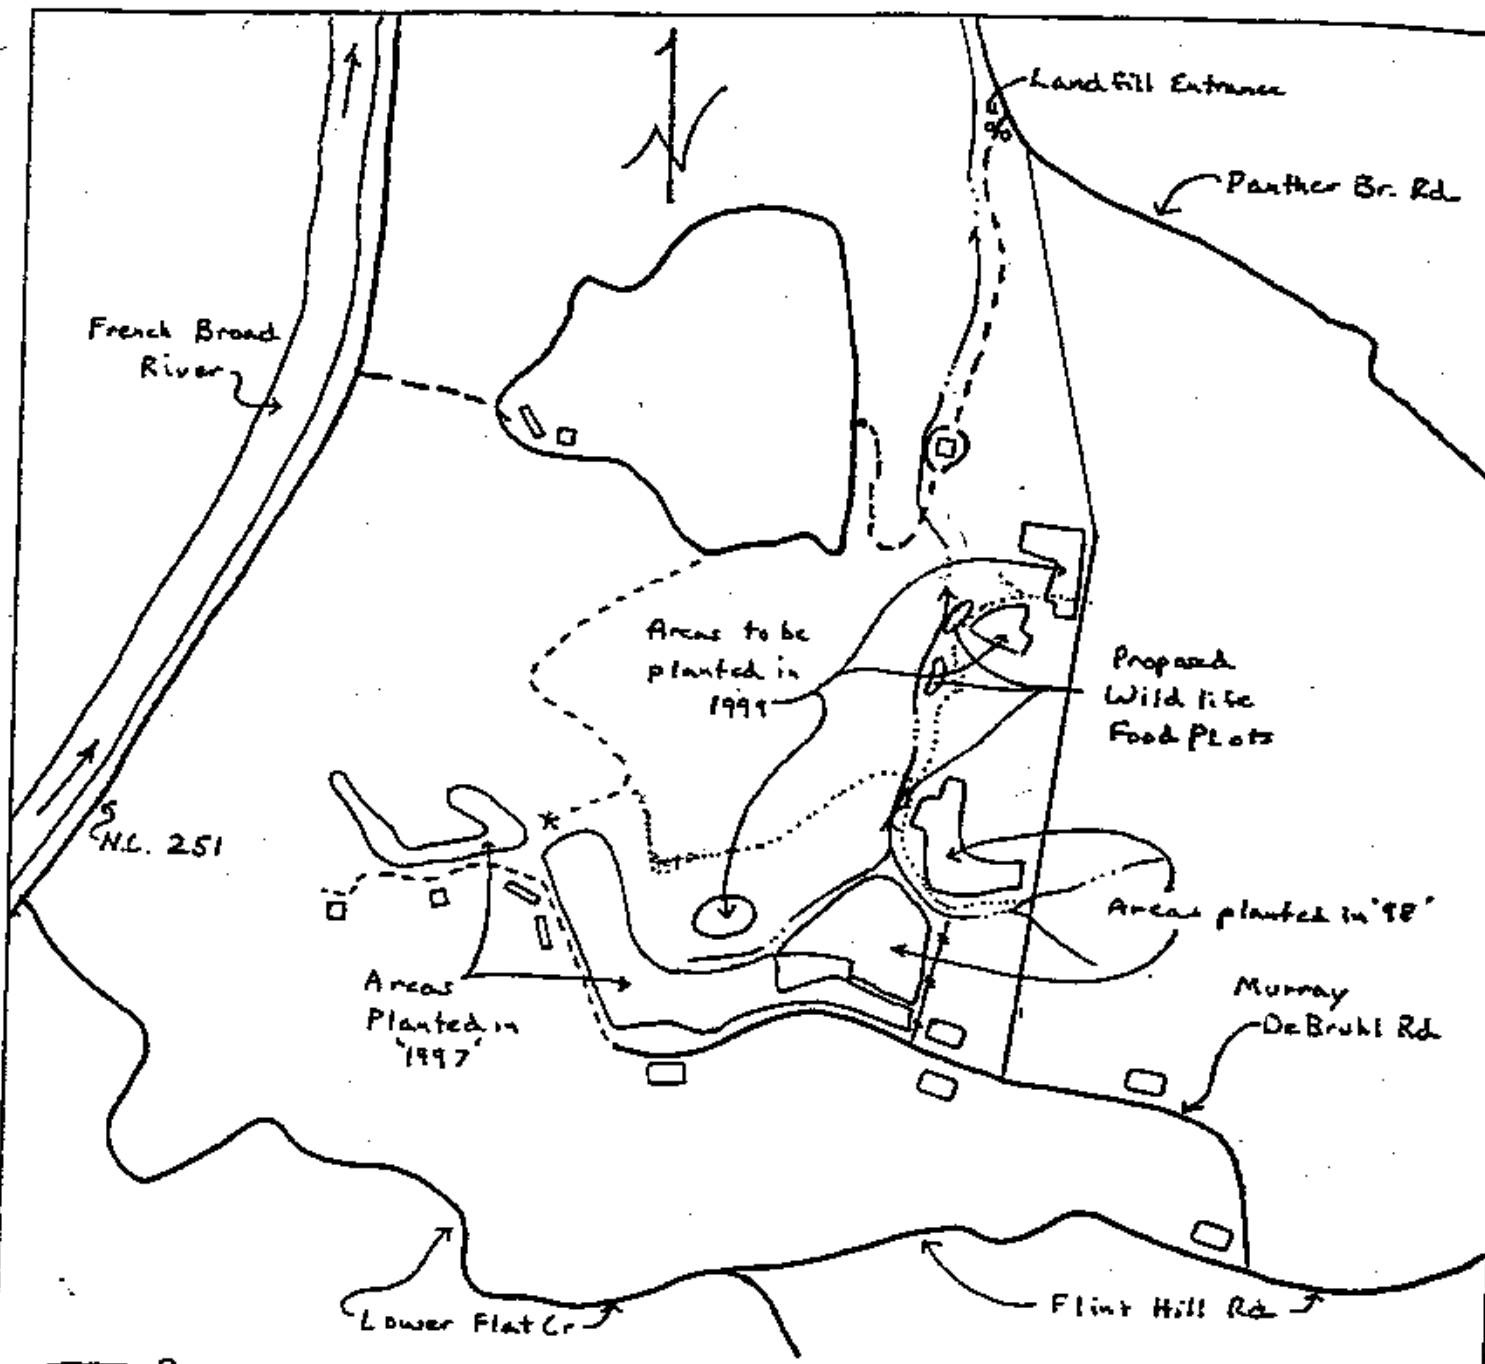 N
Landfill Entrance
%
Panther Br. Rd
French Broad
River
Areas to be
planted in
1999
Proposed
Wild life
Food Plots
N.C. 251
*
Areas planted in "98"
Areas
Planted in
"1997"
Murray
DeBruhl Rd
Lower Flat Cr
Flint Hill Rd